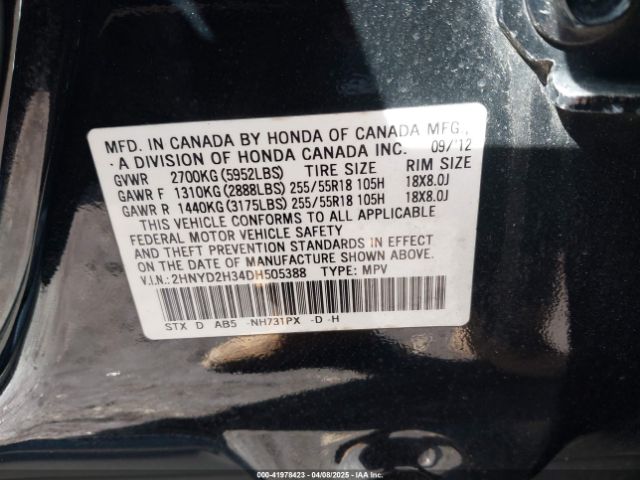 MFD. IN CANADA BY HONDA OF CANADA MFG.,
A DIVISION OF HONDA CANADA INC. 09/'12
GVWR 2700KG (5952LBS) TIRE SIZE RIM SIZE
GAWR F 1310KG (2888LBS) 255/55R18 105H 18X8.0J
GAWR R 1440KG (3175LBS) 255/55R18 105H 18X8.0J
THIS VEHICLE CONFORMS TO ALL APPLICABLE
FEDERAL MOTOR VEHICLE SAFETY
AND THEFT PREVENTION STANDARDS IN EFFECT
ON THE DATE OF MANUFACTURE SHOWN ABOVE.
V.I.N.: 2HNYD2H34DH505388 TYPE: MPV
STX D AB5 -NH731PX -D -H
00-41978423 | 04/08/2025 | IAA Inc.